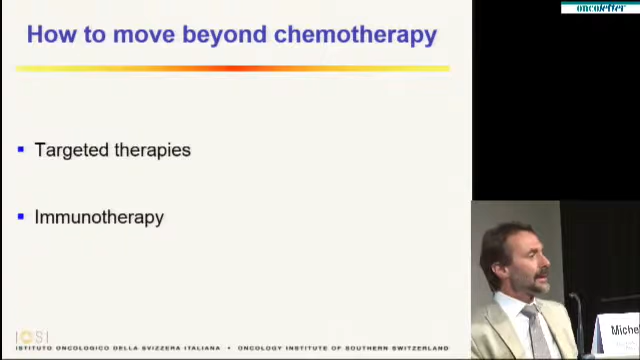 How to move beyond chemotherapy
oncoletter
Targeted therapies
Immunotherapy
IOSI
ISTITUTO ONCOLOGICO DELLA SVIZZERA ITALIANA • ONCOLOGY INSTITUTE OF SOUTHERN SWITZERLAND
Miche